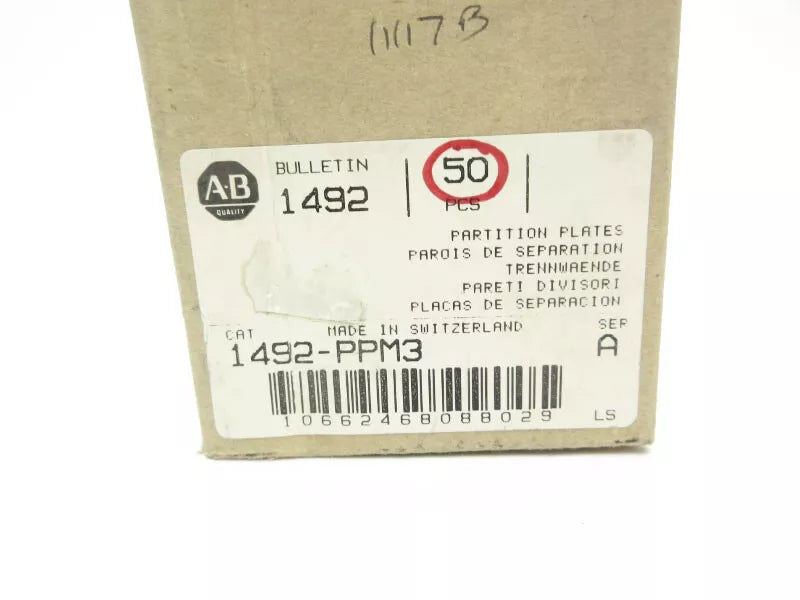 A-B
QUALITY
BULLETIN
1492
50
PCS
PARTITION PLATES
PAROIS DE SEPARATION
TRENNWAENDE
PARETI DIVISORI
PLACAS DE SEPARACION
MADE IN SWITZERLAND
CAT
SER
1492-PPM3
A
10662468088029
LS